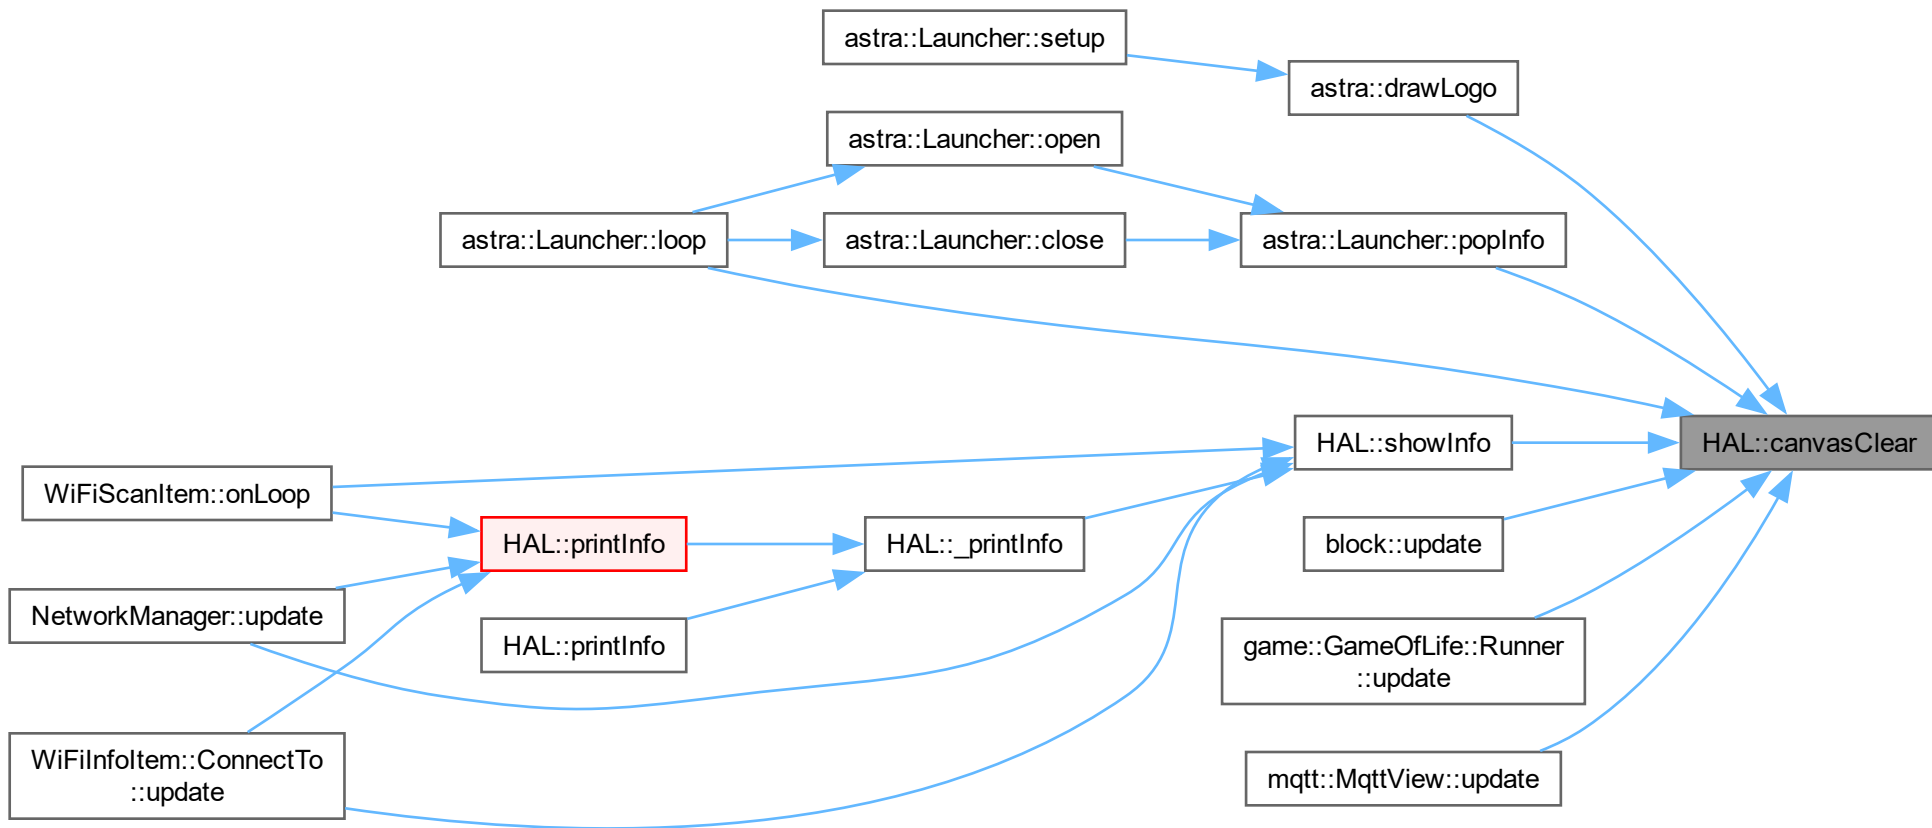 astra::Launcher::setup
astra::drawLogo
astra::Launcher::open
astra::Launcher::loop
astra::Launcher::close
astra::Launcher::popInfo
HAL::showInfo
HAL::canvasClear
WiFiScanItem::onLoop
HAL::printInfo
HAL::_printInfo
block::update
NetworkManager::update
HAL::printInfo
game::GameOfLife::Runner
::update
WiFiInfoItem::ConnectTo
::update
mqtt::MqttView::update